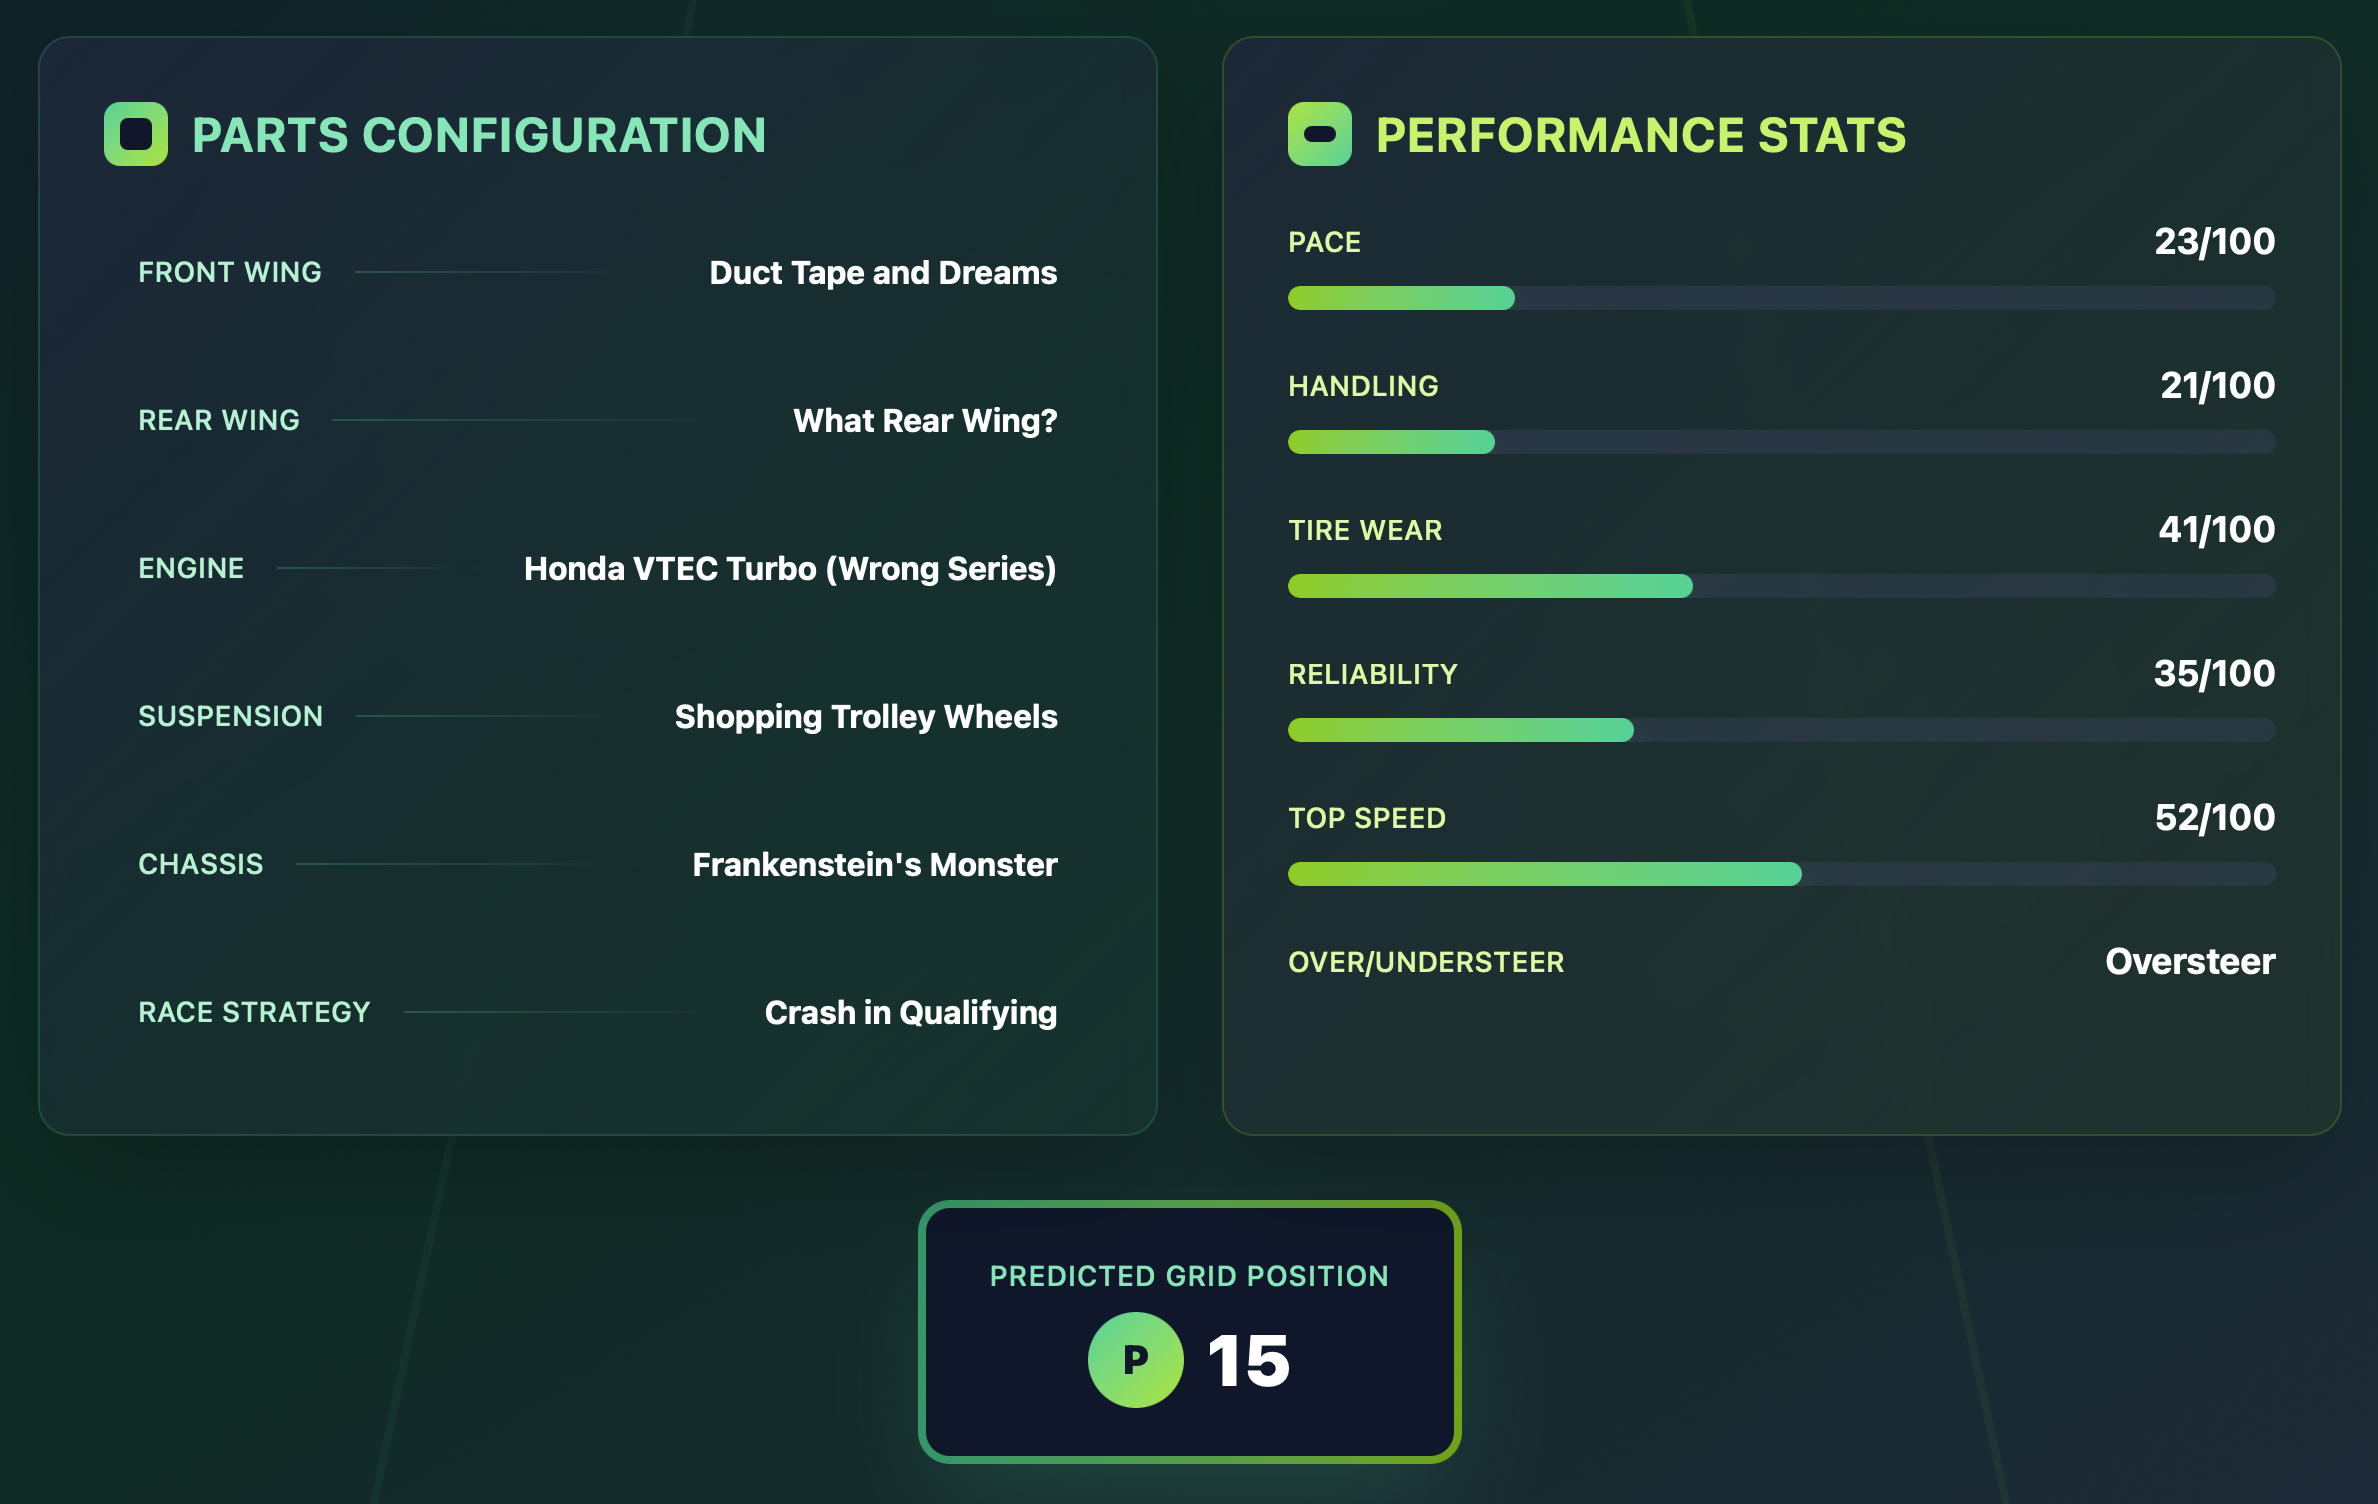 PARTS CONFIGURATION
FRONT WING Duct Tape and Dreams
REAR WING What Rear Wing?
ENGINE Honda VTEC Turbo (Wrong Series)
SUSPENSION Shopping Trolley Wheels
CHASSIS Frankenstein's Monster
RACE STRATEGY Crash in Qualifying
PERFORMANCE STATS
PACE 23/100
HANDLING 21/100
TIRE WEAR 41/100
RELIABILITY 35/100
TOP SPEED 52/100
OVER/UNDERSTEER Oversteer
PREDICTED GRID POSITION
P 15